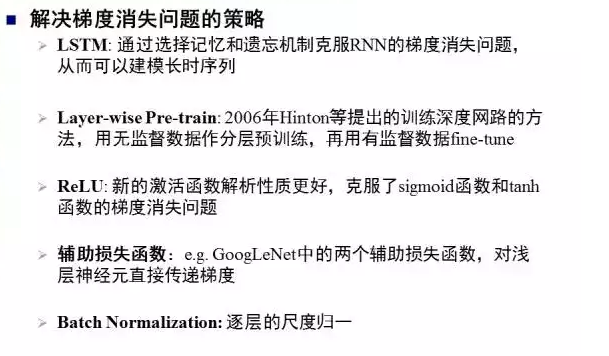 解决梯度消失问题的策略
LSTM: 通过选择记忆和遗忘机制克服RNN的梯度消失问题，
从而可以建模长时序列
Layer-wise Pre-train: 2006年Hinton等提出的训练深度网路的方
法，用无监督数据作分层预训练，再用有监督数据fine-tune
ReLU: 新的激活函数解析性质更好，克服了sigmoid函数和tanh
函数的梯度消失问题
辅助损失函数：e.g. GoogLeNet中的两个辅助损失函数，对浅
层神经元直接传递梯度
Batch Normalization: 逐层的尺度归一